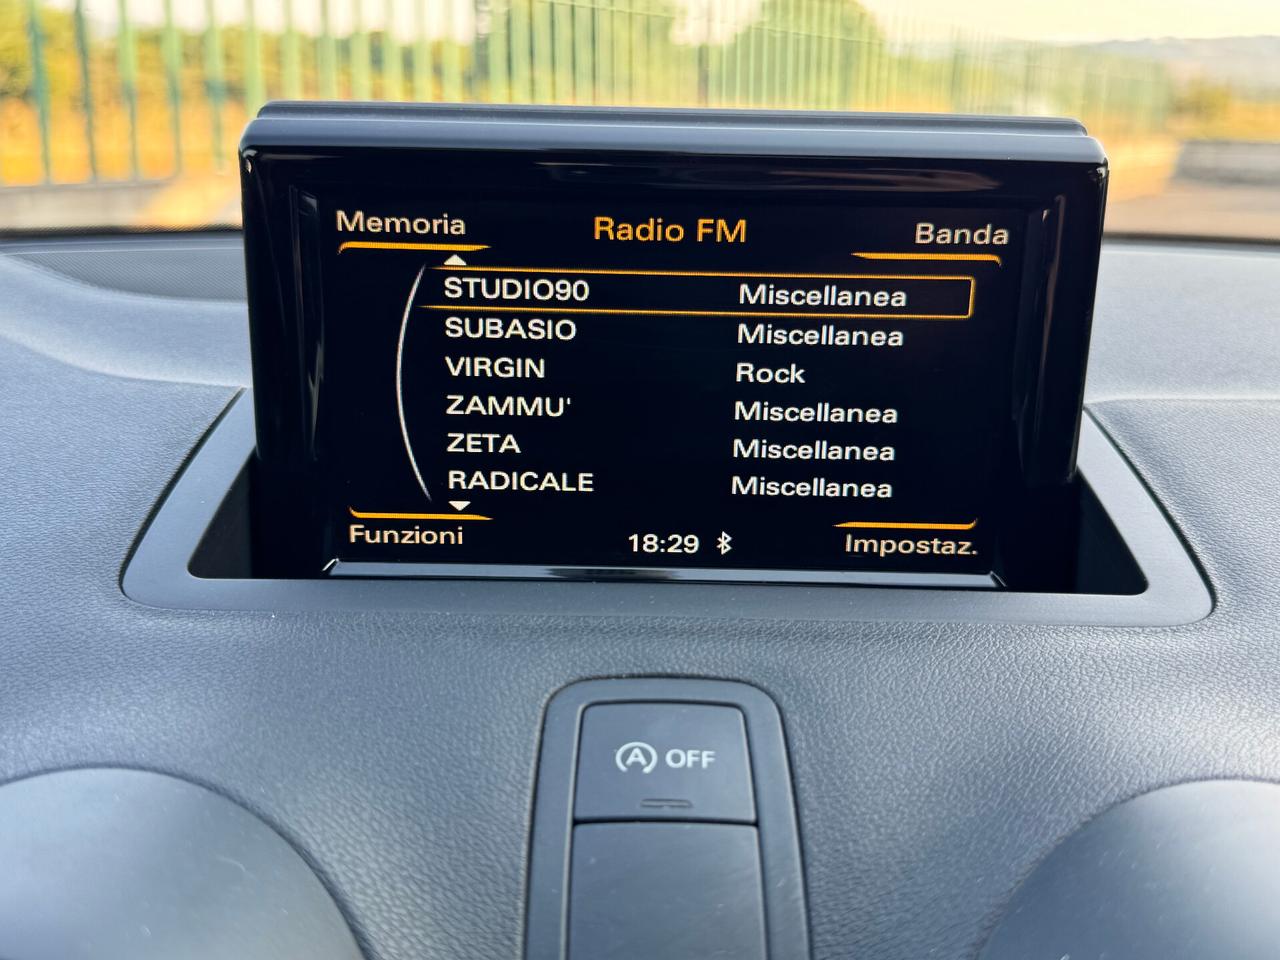 Memoria Radio FM Banda
STUDIO90 Miscellanea
SUBASIO Miscellanea
VIRGIN Rock
ZAMMU' Miscellanea
ZETA Miscellanea
RADICALE Miscellanea
Funzioni 18:29 Impostaz.
A OFF